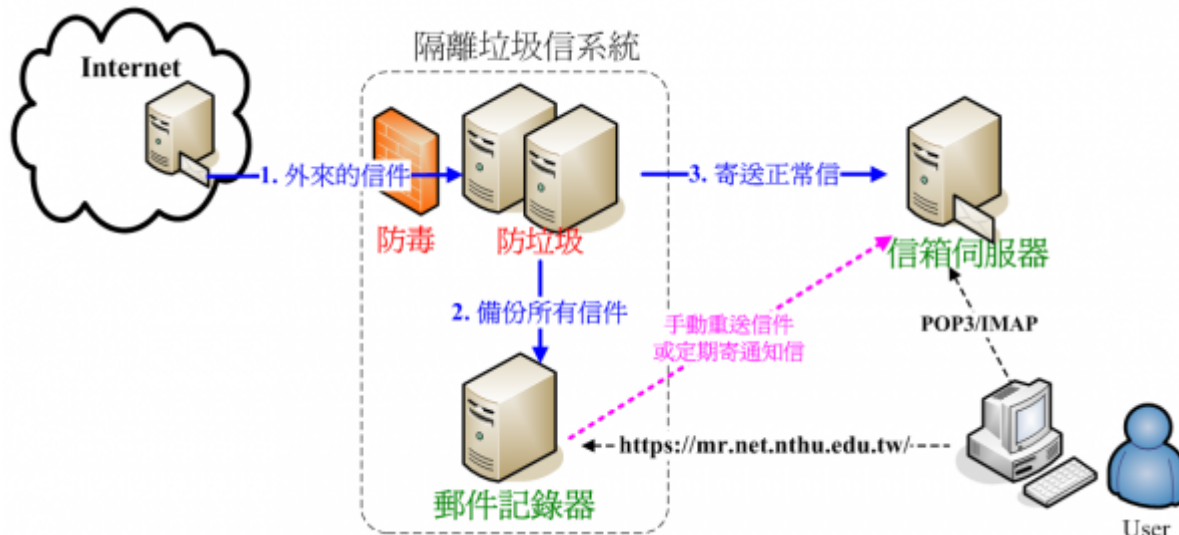 隔離垃圾信系統
Internet
1. 外來的信件
3. 寄送正常信
防毒
防垃圾
信箱伺服器
2. 備份所有信件
手動重送信件
或定期寄通知信
POP3/IMAP
https://mr.net.nthu.edu.tw/
郵件記錄器
User